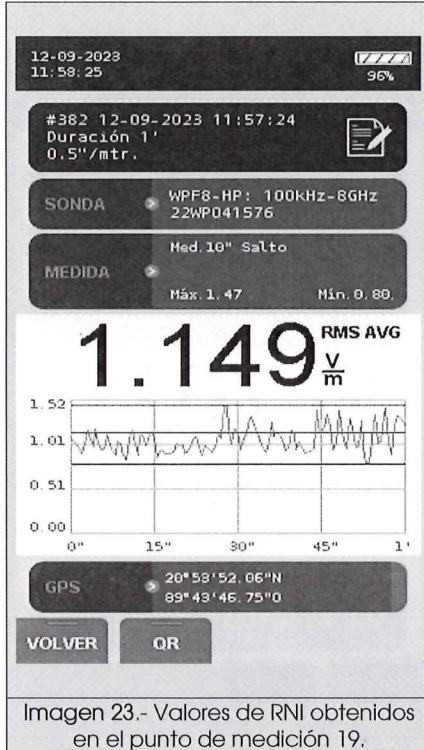 12-09-2023
11:58:25
96%
#382 12-09-2023 11:57:24
Duración 1'
0.5"/mtr.
SONDA
WPF8-HP: 100kHz-8GHz
22WP041576
MEDIDA
Med.10" Salto
Máx.1.47 Mín.0.80.
1.149 RMS AVG
V/m
1.52
1.01
0.51
0.00
0" 15" 30" 45" 1'
GPS
20°53'52.06"N
89°43'46.75"O
VOLVER QR
Imagen 23.- Valores de RNI obtenidos
en el punto de medición 19.